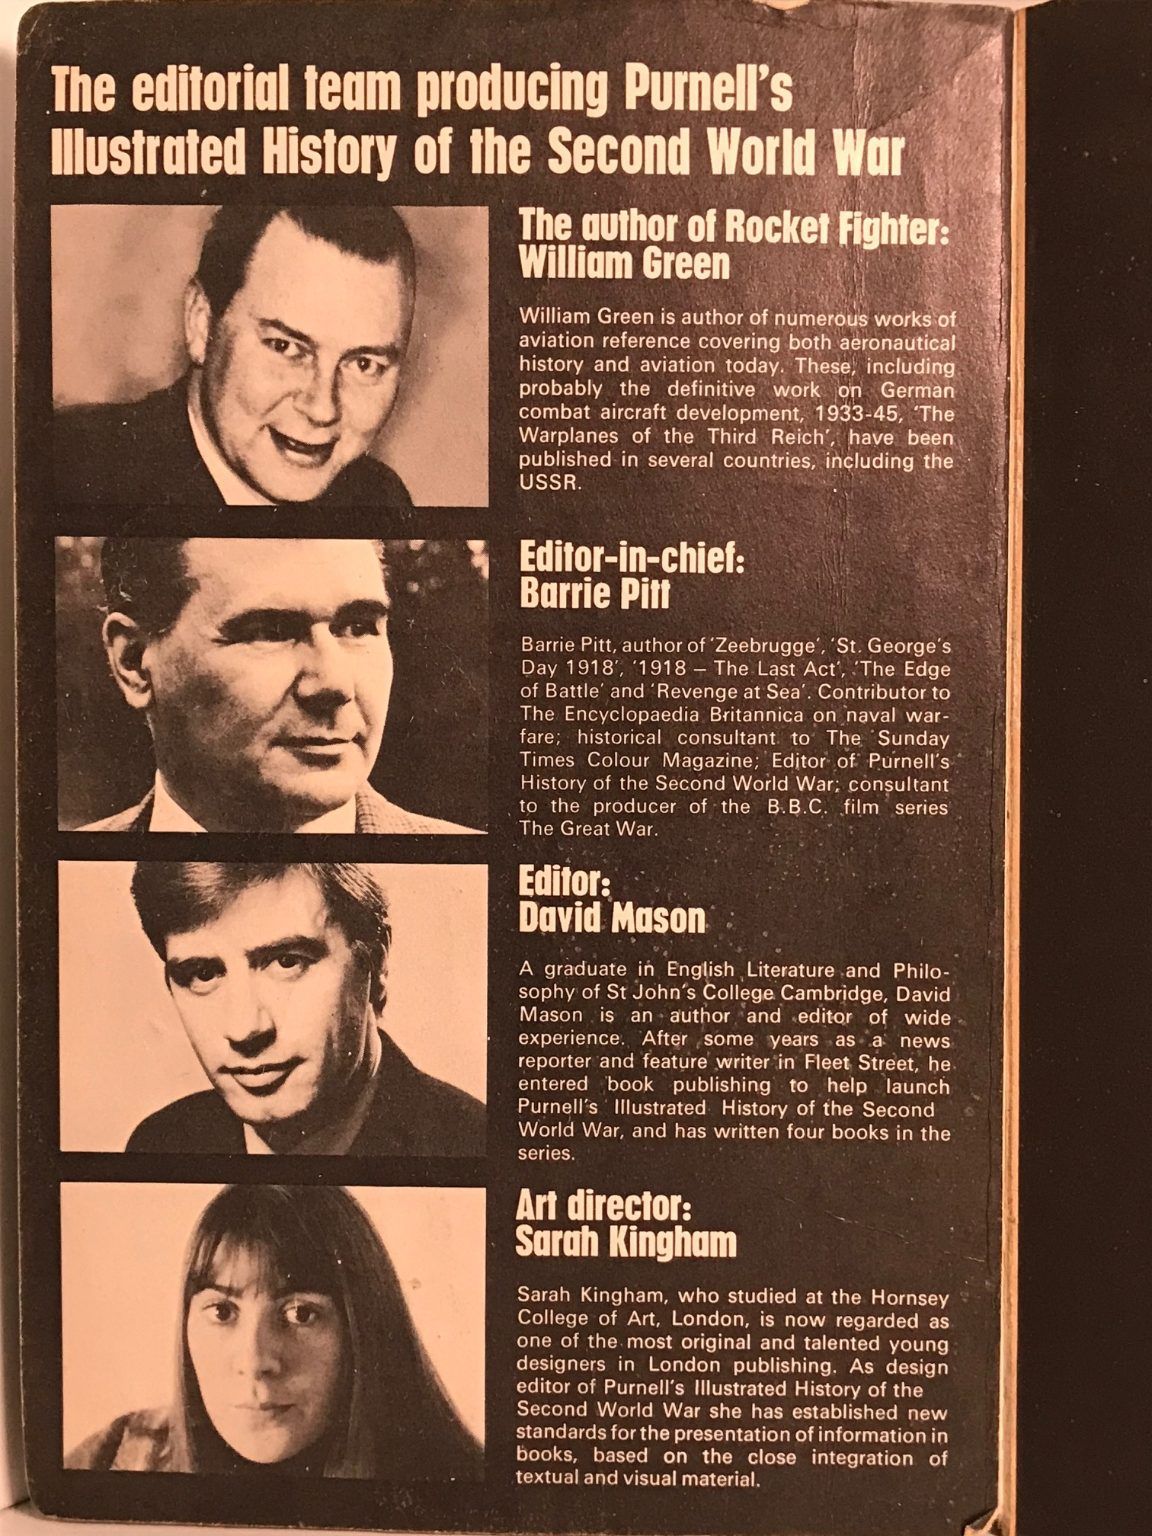 The editorial team producing Purnell's
Illustrated History of the Second World War
The author of Rocket Fighter:
William Green
William Green is author of numerous works of
aviation reference covering both aeronautical
history and aviation today. These, including
probably the definitive work on German
combat aircraft development, 1933-45, 'The
Warplanes of the Third Reich', have been
published in several countries, including the
USSR.
Editor-in-chief:
Barrie Pitt
Barrie Pitt, author of 'Zeebrugge', 'St. George's
Day 1918', '1918 – The Last Act', 'The Edge
of Battle' and 'Revenge at Sea'. Contributor to
The Encyclopaedia Britannica on naval war-
fare; historical consultant to The Sunday
Times Colour Magazine; Editor of Purnell's
History of the Second World War; consultant
to the producer of the B.B.C. film series
The Great War.
Editor:
David Mason
A graduate in English Literature and Philo-
sophy of St John's College Cambridge, David
Mason is an author and editor of wide
experience. After some years as a news
reporter and feature writer in Fleet Street, he
entered book publishing to help launch
Purnell's Illustrated History of the Second
World War, and has written four books in the
series.
Art director:
Sarah Kingham
Sarah Kingham, who studied at the Hornsey
College of Art, London, is now regarded as
one of the most original and talented young
designers in London publishing. As design
editor of Purnell's Illustrated History of the
Second World War she has established new
standards for the presentation of information in
books, based on the close integration of
textual and visual material.